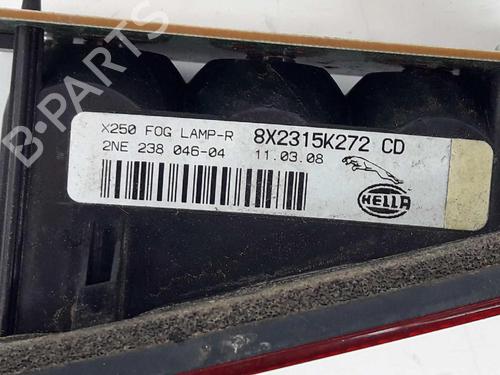 B-PARTS
X250 FOG LAMP-R 8X2315K272 CD
2NE 238 046-04 11.03.08
HELLA